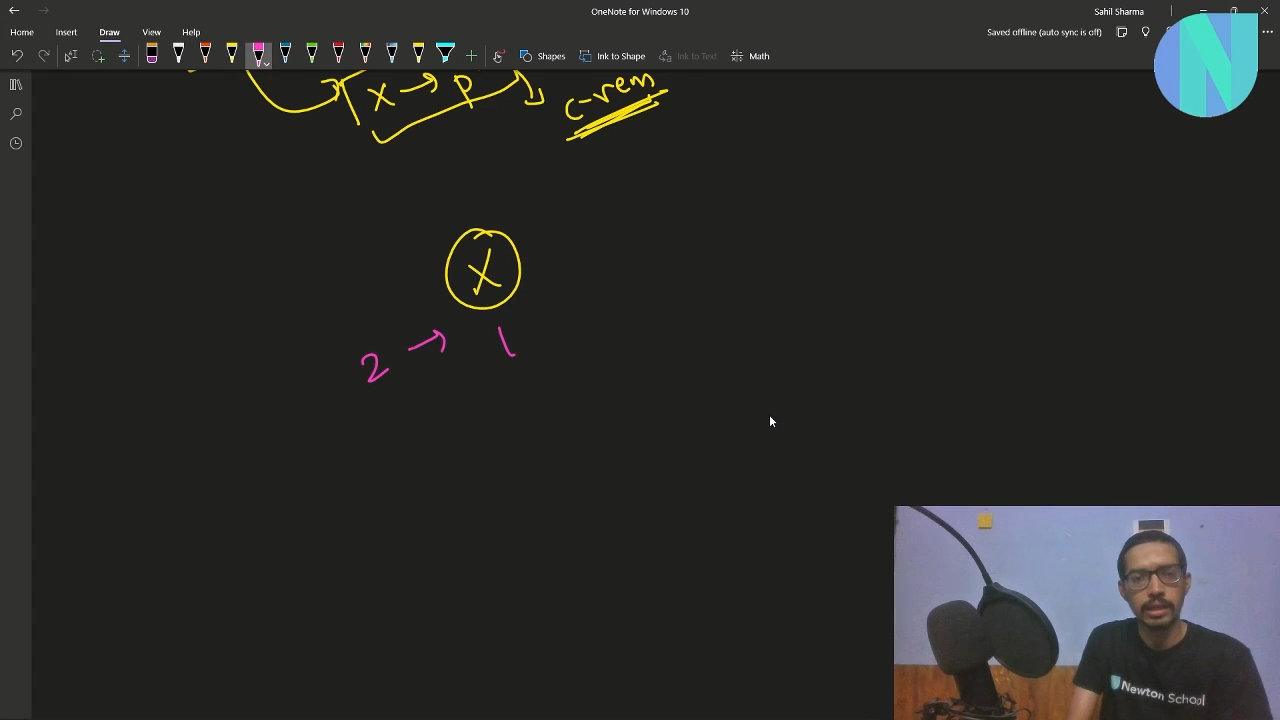 OneNote for Windows 10
Sahil Sharma
Home Insert Draw View Help
Saved offline (auto sync is off)
Shapes Ink to Shape Ink to Text Math
X → P
c-rem
X
2 → 1
Newton School